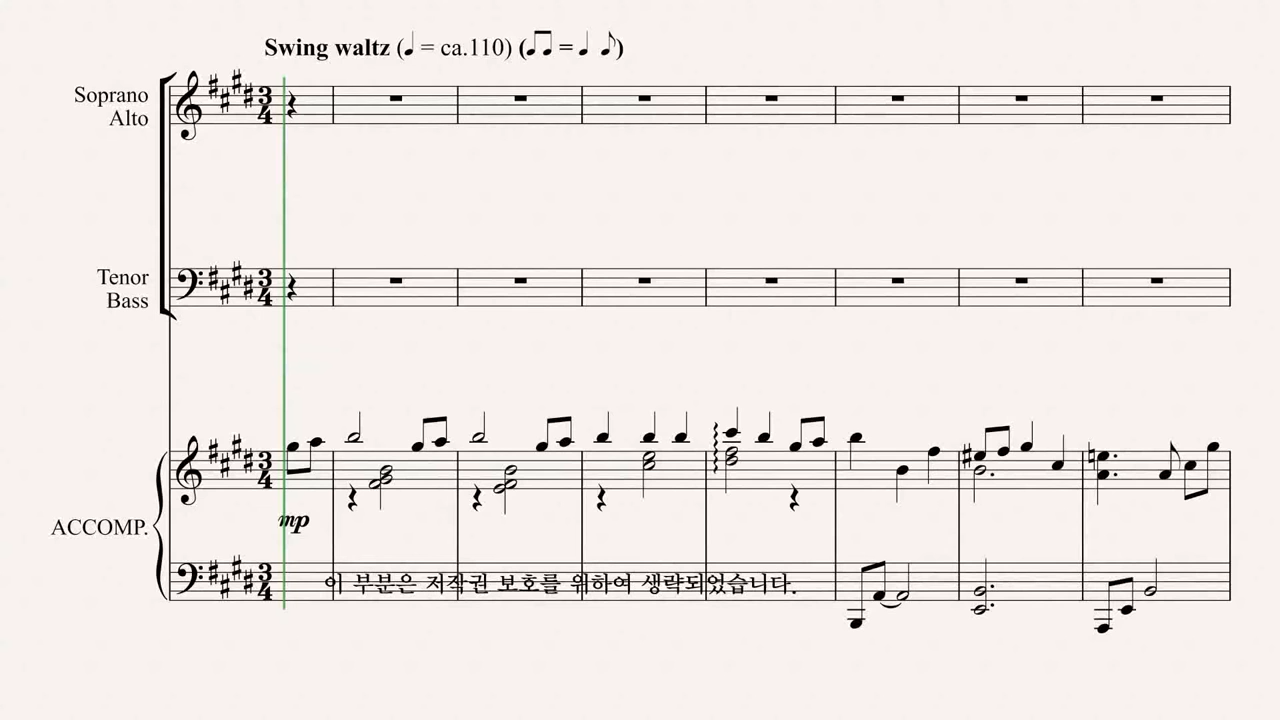 Swing waltz (♩ = ca.110) (♫ = ♩ ♪)
Soprano
Alto
Tenor
Bass
mp
ACCOMP.
이 부분은 저작권 보호를 위하여 생략되었습니다.